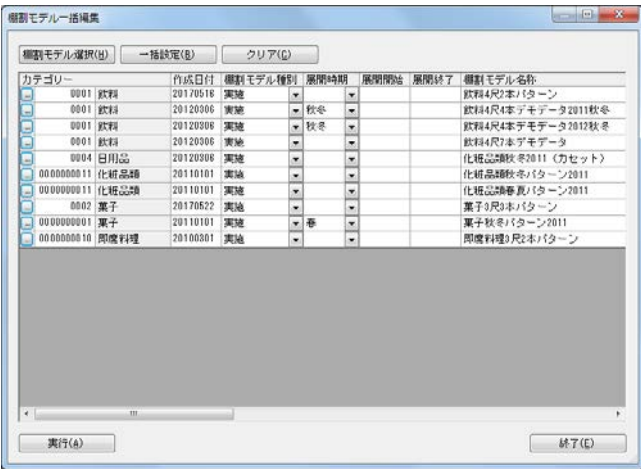 棚割モデル一括編集
棚割モデル選択(H) 一括設定(B) クリア(C)
カテゴリー 作成日付 棚割モデル種別 展開時期 展開開始 展開終了 棚割モデル名称
0001 飲料 20170516 実施 飲料4尺2本パターン
0001 飲料 20120306 実施 秋冬 飲料4尺4本デモデータ2011秋冬
0001 飲料 20120306 実施 秋冬 飲料4尺4本デモデータ2012秋冬
0001 飲料 20120306 実施 飲料4尺7本デモデータ
0004 日用品 20120306 実施 化粧品類秋冬2011 (カセット)
0000000011 化粧品類 20110101 実施 化粧品類秋冬パターン2011
0000000011 化粧品類 20110101 実施 化粧品類春夏パターン2011
0002 菓子 20170522 実施 菓子3尺3本パターン
0000000001 菓子 20110101 実施 春 菓子秋冬パターン2011
0000000010 即席料理 20100301 実施 即席料理3尺2本パターン
実行(A) 終了(E)